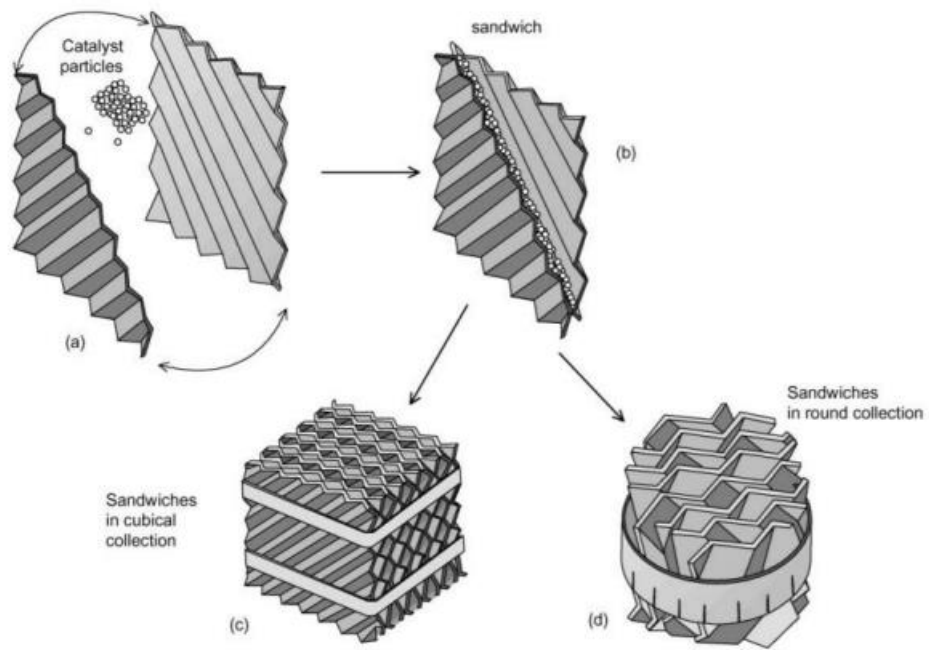 Catalyst
particles
(a)
sandwich
(b)
Sandwiches
in cubical
collection
(c)
Sandwiches
in round collection
(d)